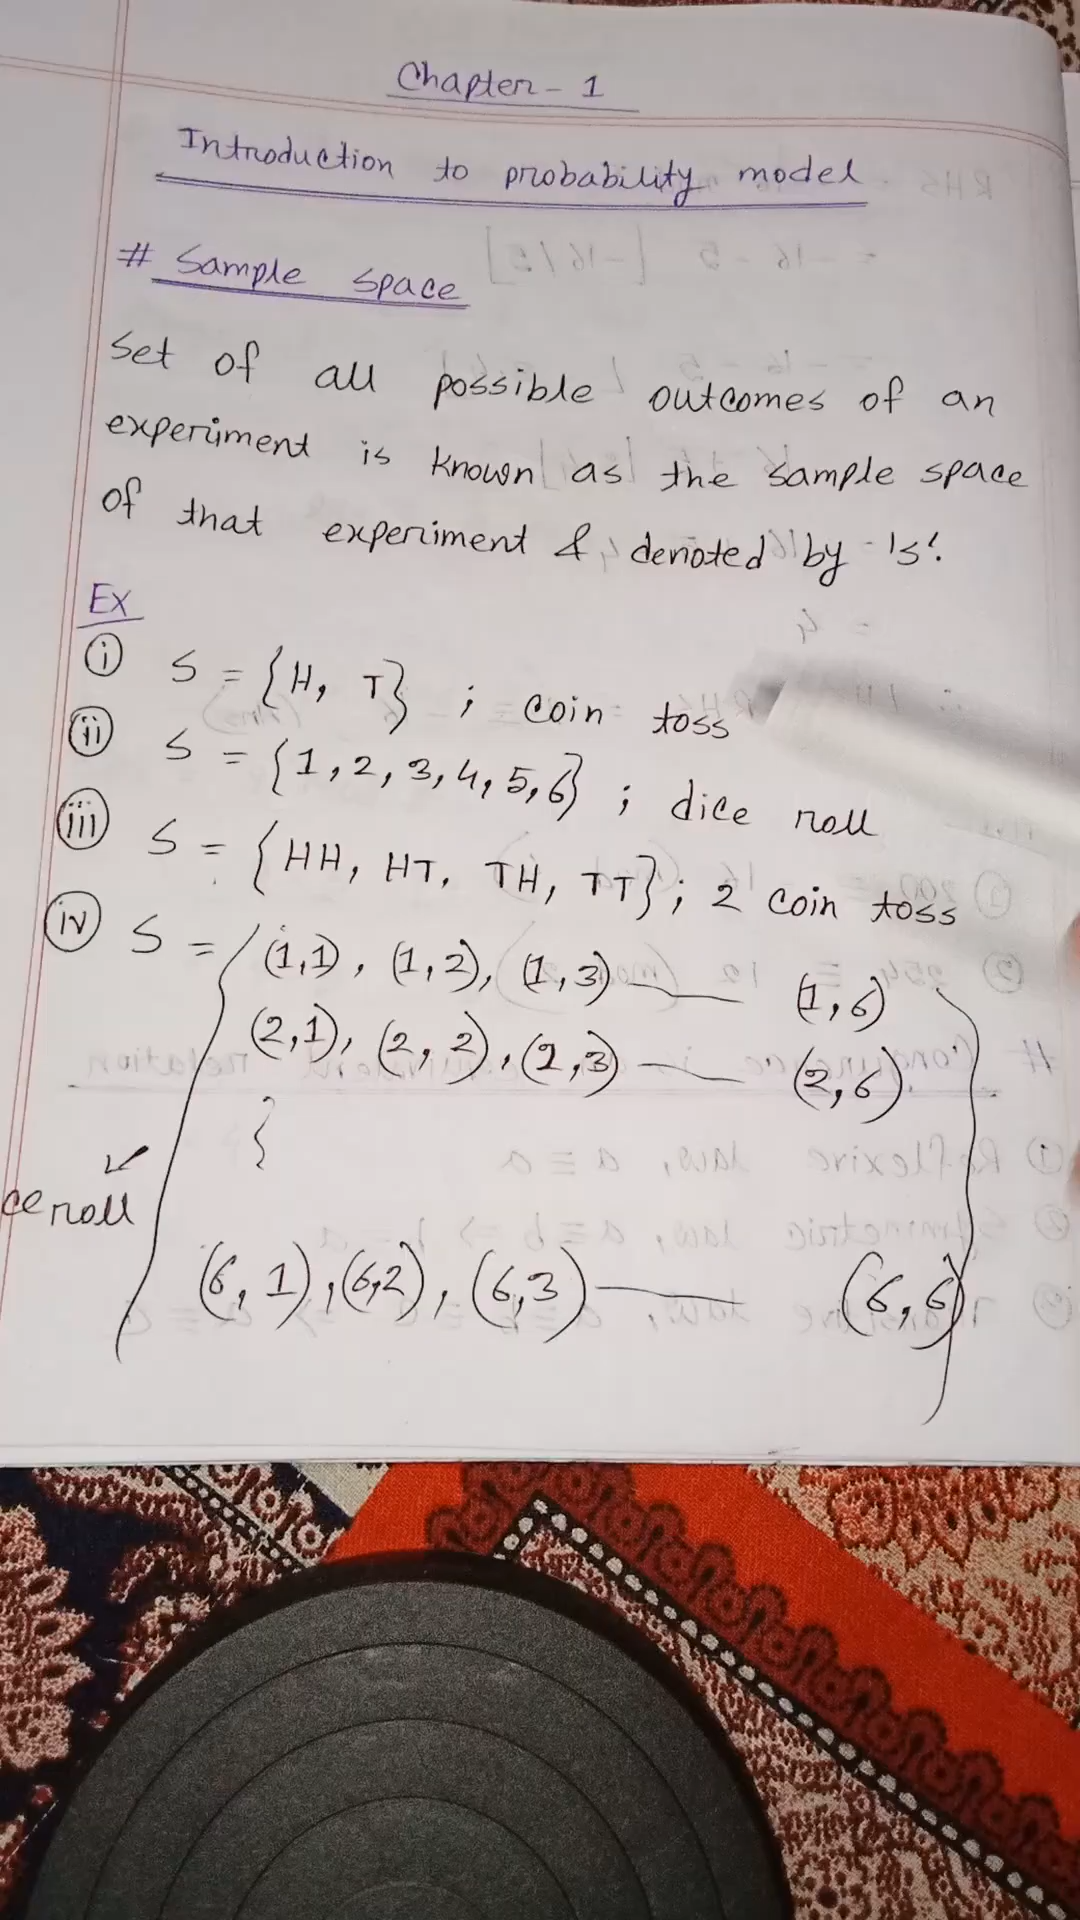 Chapter - 1
Introduction to probability model
# Sample space
Set of all possible outcomes of an
experiment is known as the sample space
of that experiment & denoted by 's'.
Ex
(i) S = {H, T} ; coin toss
(ii) S = {1, 2, 3, 4, 5, 6} ; dice roll
(iii) S = {HH, HT, TH, TT} ; 2 coin toss
(iv) S = { (1,1), (1,2), (1,3) — (1,6)
(2,1), (2,2), (2,3) — (2,6)
roll
(6,1), (6,2), (6,3) — (6,6) }